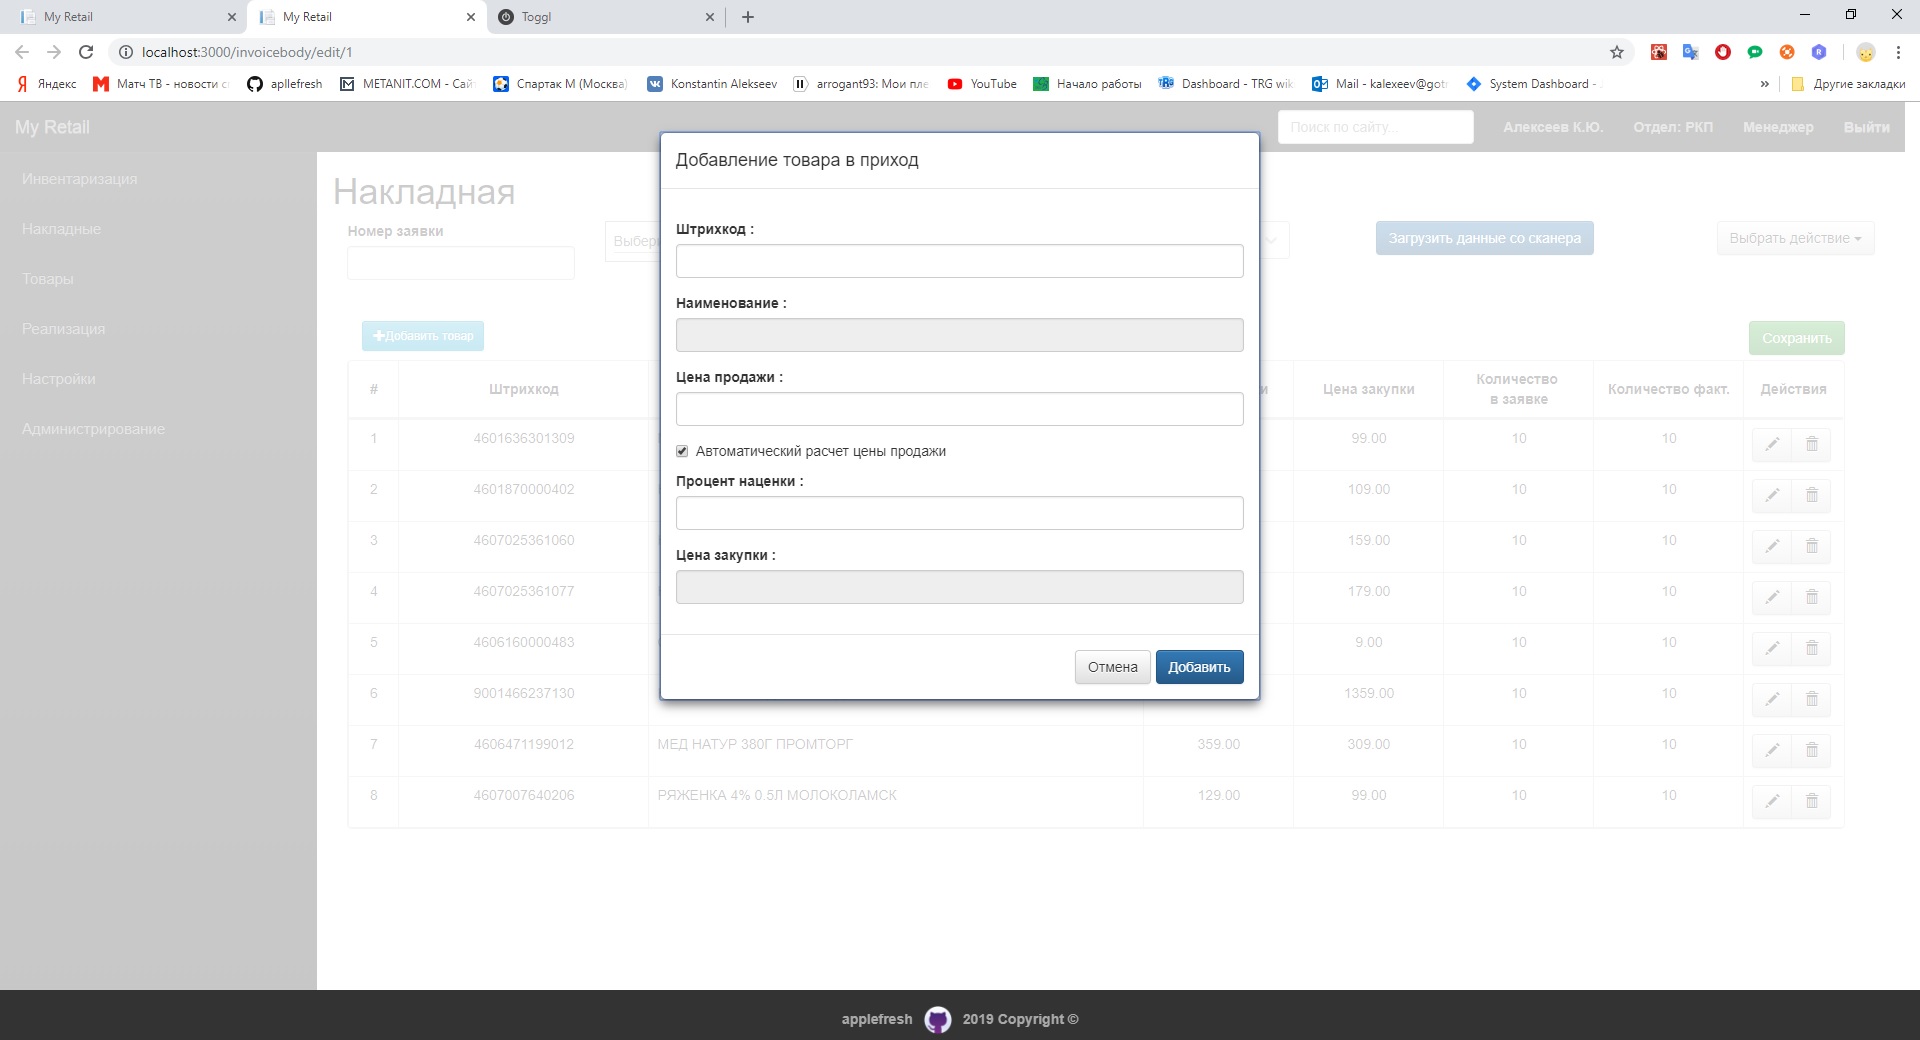 My Retail
My Retail
Toggl
localhost:3000/invoicebody/edit/1
Яндекс
Матч ТВ - новости с
apllefresh
METANIT.COM - Сай
Спартак М (Москва)
Konstantin Alekseev
arrogant93: Мои пле
YouTube
Начало работы
Dashboard - TRG wik
Mail - kalexeev@got
System Dashboard -
»
Другие закладки
My Retail
Поиск по сайту...
Алексеев К.Ю.
Отдел: РКП
Менеджер
Выйти
Инвентаризация
Накладные
Товары
Реализация
Настройки
Администрирование
Накладная
Номер заявки
Выбери
Загрузить данные со сканера
Выбрать действие
Добавить товар
Сохранить
Добавление товара в приход
Штрихкод :
Наименование :
Цена продажи :
Автоматический расчет цены продажи
Процент наценки :
Цена закупки :
Отмена
Добавить
# Штрихкод и Цена закупки Количество в заявке Количество факт. Действия
1 4601636301309 99.00 10 10
2 4601870000402 109.00 10 10
3 4607025361060 159.00 10 10
4 4607025361077 179.00 10 10
5 4606160000483 9.00 10 10
6 9001466237130 1359.00 10 10
7 4606471199012 МЕД НАТУР 380Г ПРОМТОРГ 359.00 309.00 10 10
8 4607007640206 РЯЖЕНКА 4% 0.5Л МОЛОКОЛАМСК 129.00 99.00 10 10
applefresh 2019 Copyright ©